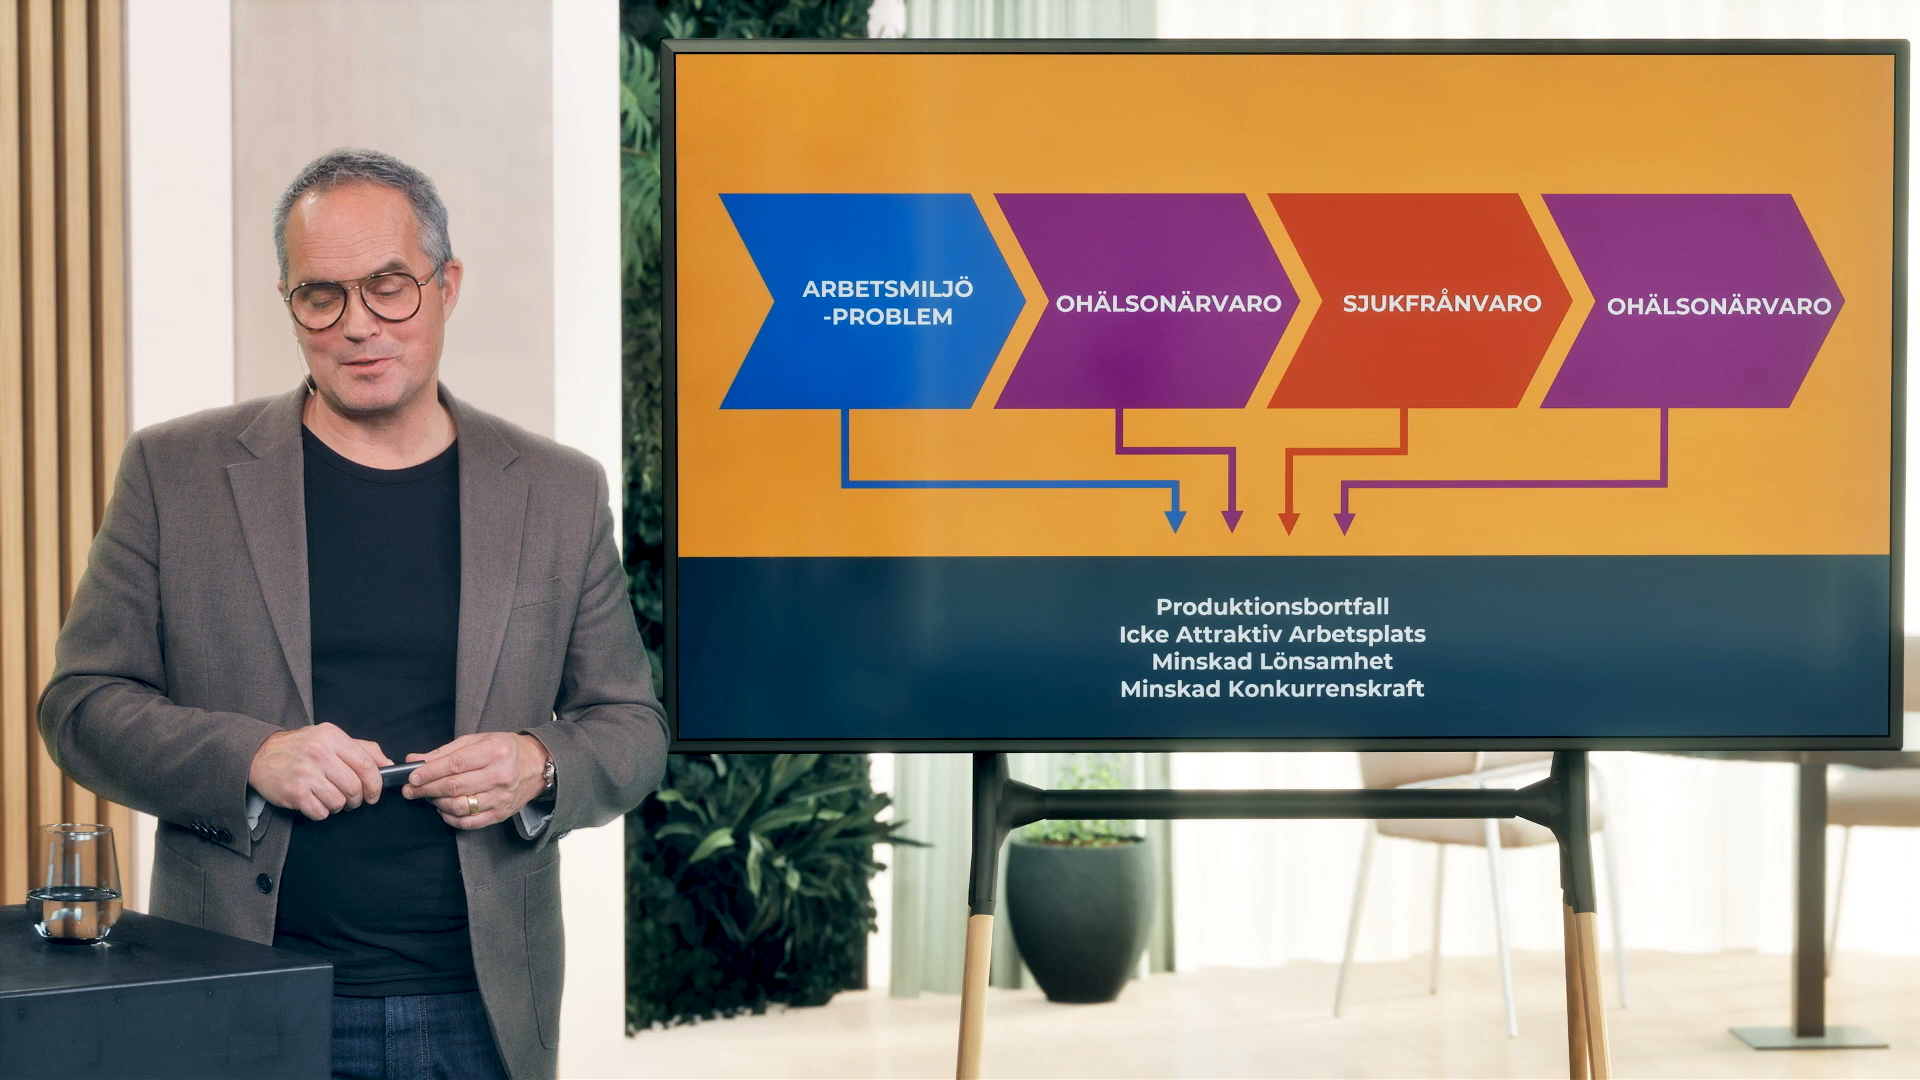 ARBETSMILJÖ
-PROBLEM
OHÄLSONÄRVARO
SJUKFRÅNVARO
OHÄLSONÄRVARO
Produktionsbortfall
Icke Attraktiv Arbetsplats
Minskad Lönsamhet
Minskad Konkurrenskraft